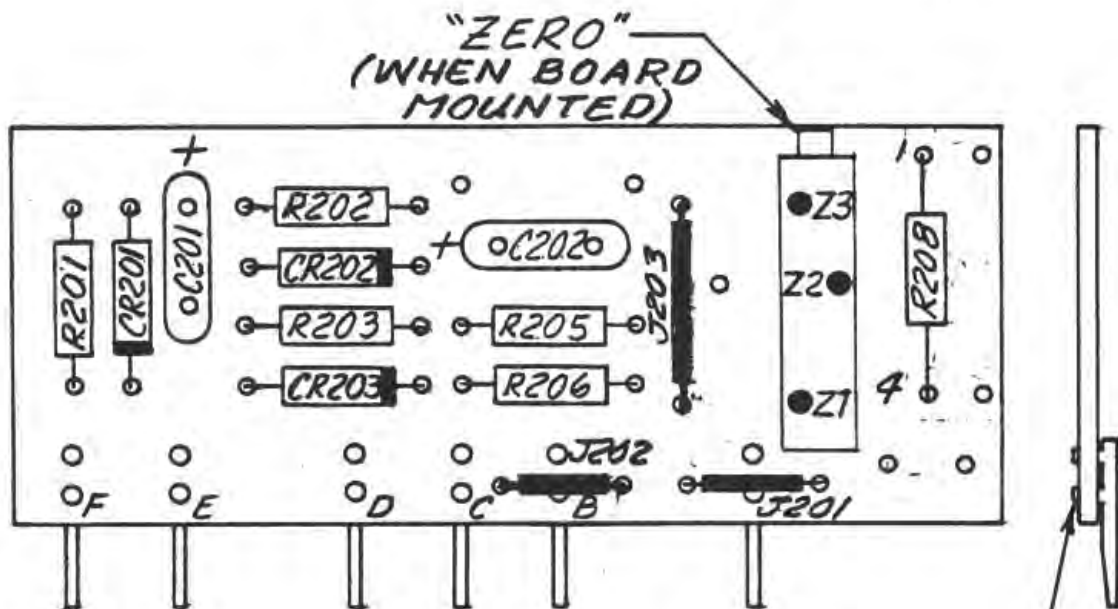 "ZERO"
(WHEN BOARD
MOUNTED)
+
R201
CR201
C201
R202
CR202
R203
CR203
+
C202
R205
R206
J203
Z3
Z2
Z1
1
R208
4
J202
J201
F
E
D
C
B